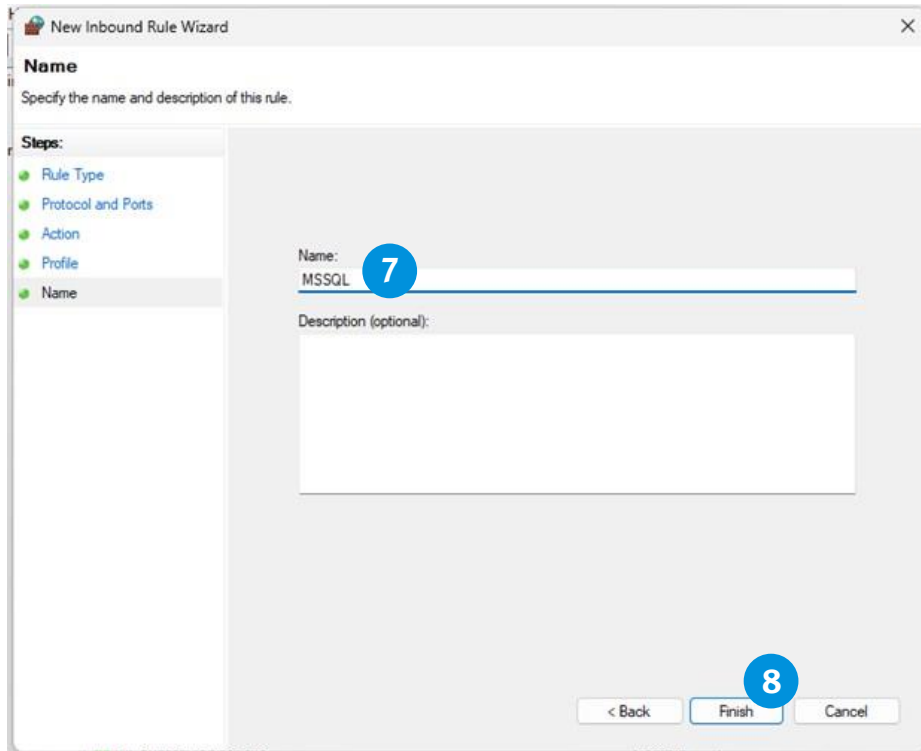 New Inbound Rule Wizard
Name
Specify the name and description of this rule.
Steps:
Rule Type
Protocol and Ports
Action
Profile
Name
Name:
MSSQL
7
Description (optional):
8
< Back
Finish
Cancel